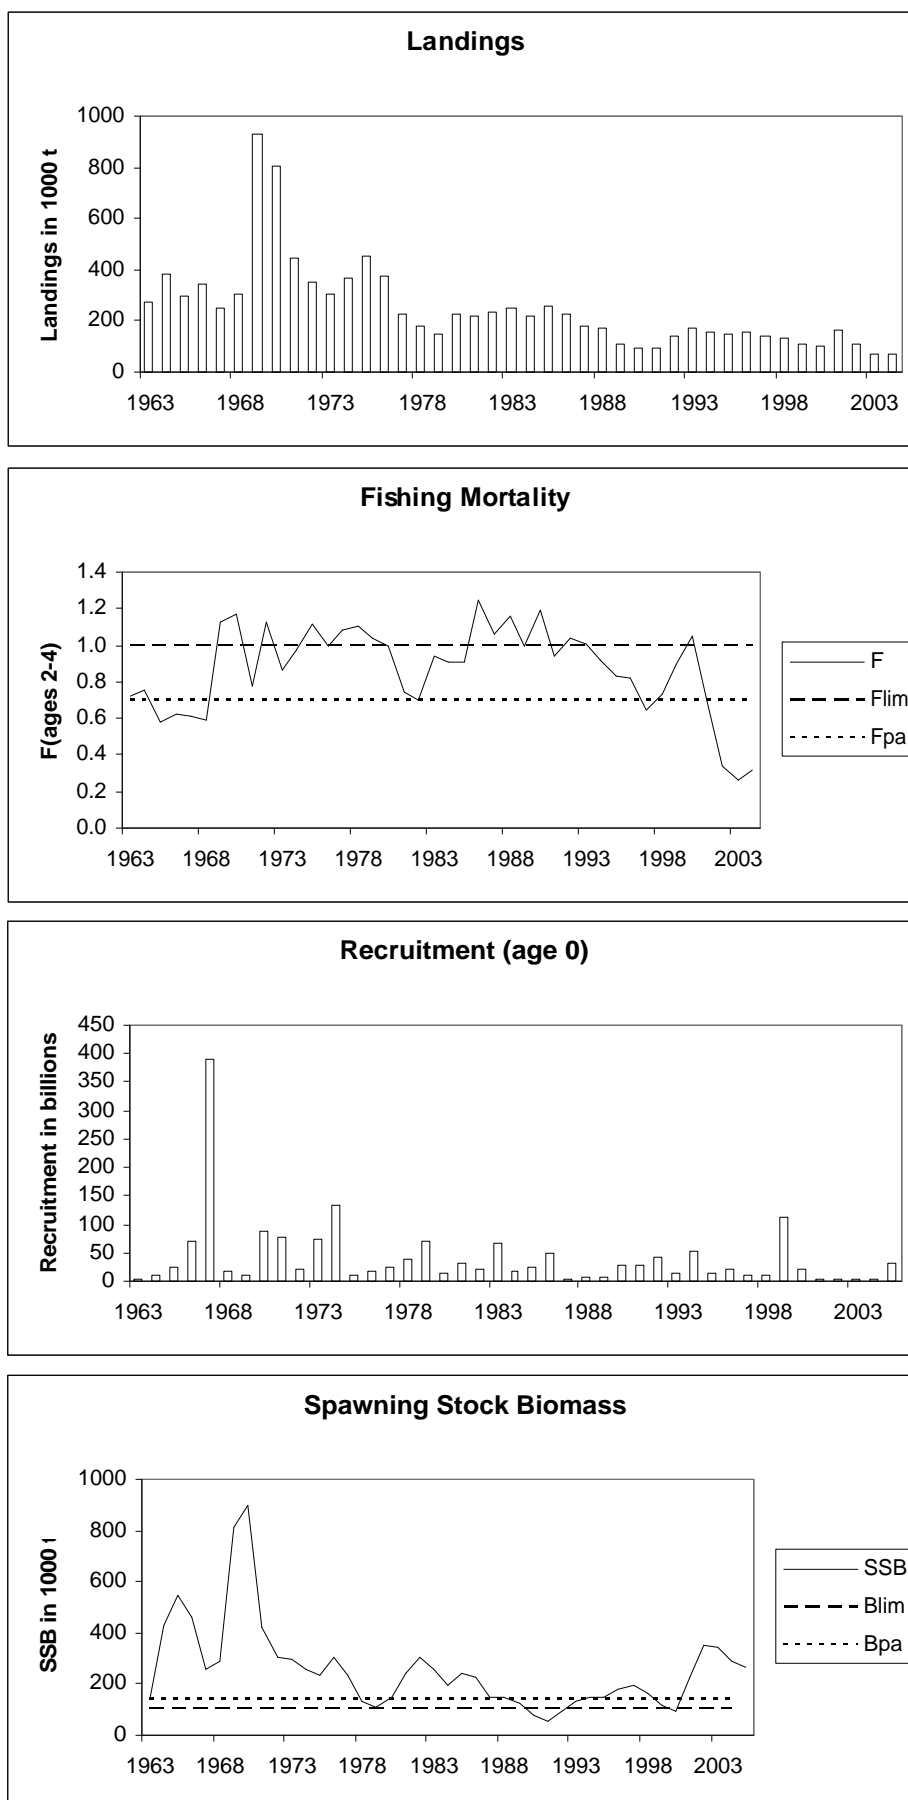 Landings
Landings in 1000 t
1000
800
600
400
200
0
1963 1968 1973 1978 1983 1988 1993 1998 2003
Fishing Mortality
F(ages 2-4)
1.4
1.2
1.0
0.8
0.6
0.4
0.2
0.0
1963 1968 1973 1978 1983 1988 1993 1998 2003
F
Flim
Fpa
Recruitment (age 0)
Recruitment in billions
450
400
350
300
250
200
150
100
50
0
1963 1968 1973 1978 1983 1988 1993 1998 2003
Spawning Stock Biomass
SSB in 1000 t
1000
800
600
400
200
0
1963 1968 1973 1978 1983 1988 1993 1998 2003
SSB
Blim
Bpa